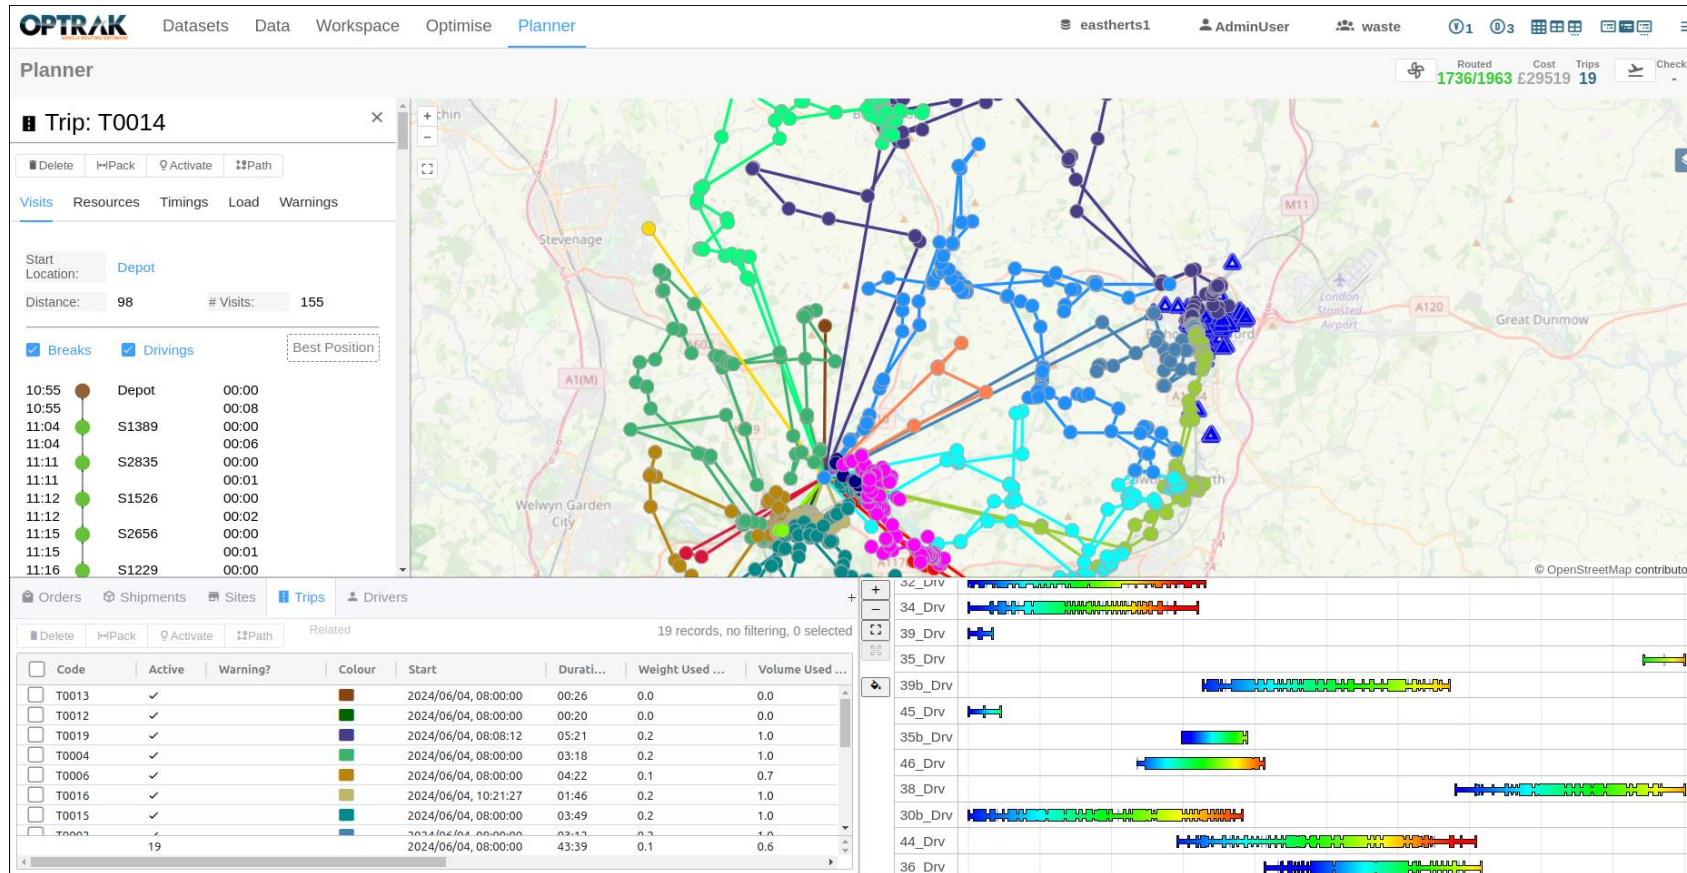 OPTRAK
VEHICLE ROUTING SOFTWARE
Datasets Data Workspace Optimise Planner
eastherts1 AdminUser waste 1 3
Planner
Routed Cost Trips Check
1736/1963 £29519 19 -
Trip: T0014
Delete Pack Activate Path
Visits Resources Timings Load Warnings
Start
Location: Depot
Distance: 98 # Visits: 155
Breaks Drivings Best Position
10:55 Depot 00:00
10:55 00:08
11:04 S1389 00:00
11:04 00:06
11:11 S2835 00:00
11:11 00:01
11:12 S1526 00:00
11:12 00:02
11:15 S2656 00:00
11:15 00:01
11:16 S1229 00:00
chin
Stevenage
A1(M)
Welwyn Garden
City
M11
London
Stansted
Airport
A120
Great Dunmow
© OpenStreetMap contributo
Orders Shipments Sites Trips Drivers
Delete Pack Activate Path Related 19 records, no filtering, 0 selected
Code Active Warning? Colour Start Durati... Weight Used ... Volume Used ...
T0013 2024/06/04, 08:00:00 00:26 0.0 0.0
T0012 2024/06/04, 08:00:00 00:20 0.0 0.0
T0019 2024/06/04, 08:08:12 05:21 0.2 1.0
T0004 2024/06/04, 08:00:00 03:18 0.2 1.0
T0006 2024/06/04, 08:00:00 04:22 0.1 0.7
T0016 2024/06/04, 10:21:27 01:46 0.2 1.0
T0015 2024/06/04, 08:00:00 03:49 0.2 1.0
19 2024/06/04, 08:00:00 43:39 0.1 0.6
32_Drv
34_Drv
39_Drv
35_Drv
39b_Drv
45_Drv
35b_Drv
46_Drv
38_Drv
30b_Drv
44_Drv
36_Drv